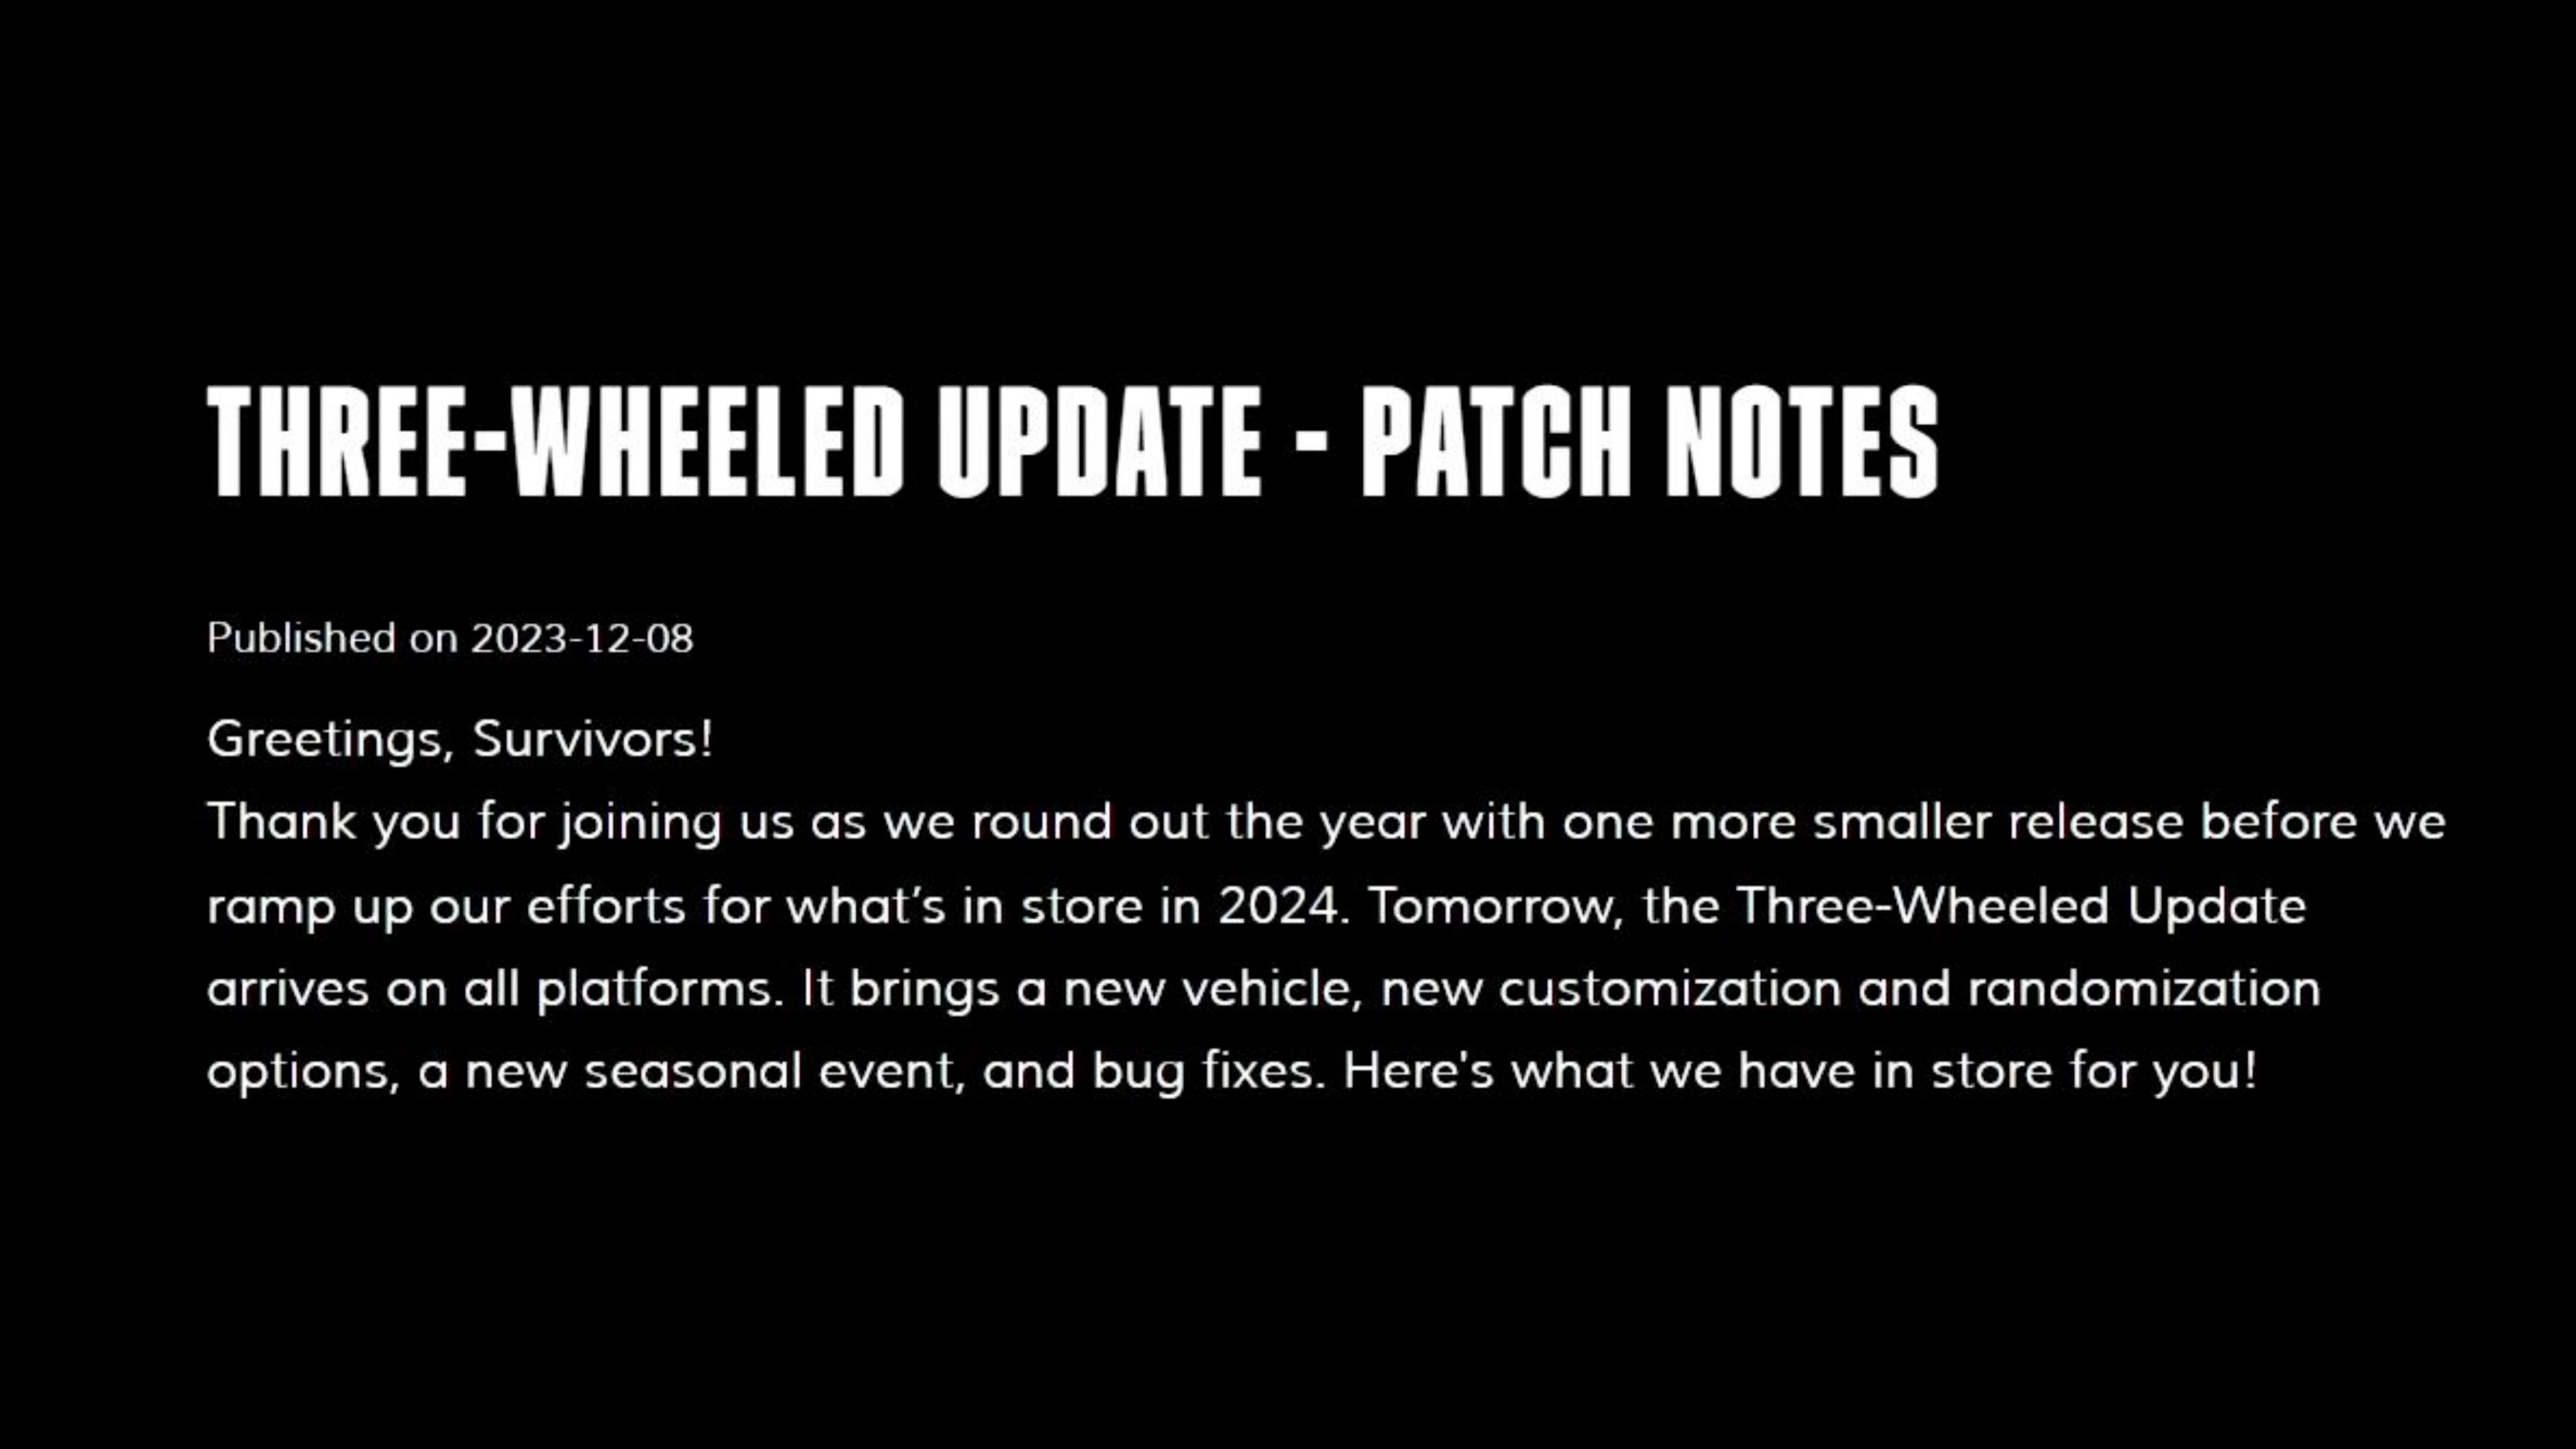 THREE-WHEELED UPDATE - PATCH NOTES
Published on 2023-12-08
Greetings, Survivors!
Thank you for joining us as we round out the year with one more smaller release before we
ramp up our efforts for what’s in store in 2024. Tomorrow, the Three-Wheeled Update
arrives on all platforms. It brings a new vehicle, new customization and randomization
options, a new seasonal event, and bug fixes. Here's what we have in store for you!